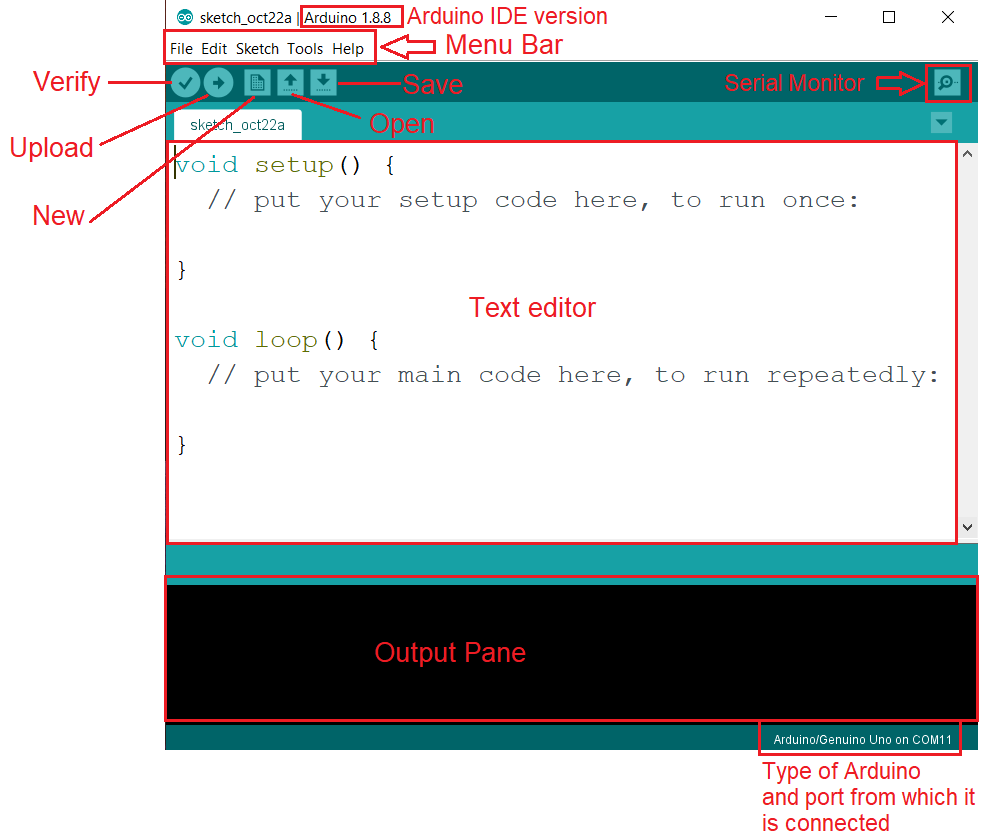 sketch_oct22a | Arduino 1.8.8 Arduino IDE version
File Edit Sketch Tools Help Menu Bar
Verify
Save
Serial Monitor
Open
sketch_oct22a
Upload
New
void setup() {
// put your setup code here, to run once:
}
Text editor
void loop() {
// put your main code here, to run repeatedly:
}
Output Pane
Arduino/Genuino Uno on COM11
Type of Arduino
and port from which it
is connected